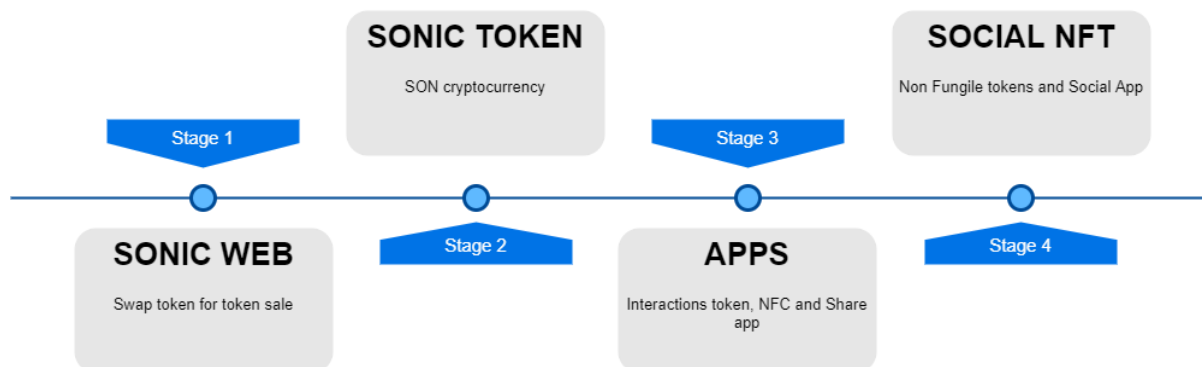 Stage 1
SONIC WEB
Swap token for token sale
SONIC TOKEN
SON cryptocurrency
Stage 2
Stage 3
APPS
Interactions token, NFC and Share
app
SOCIAL NFT
Non Fungile tokens and Social App
Stage 4